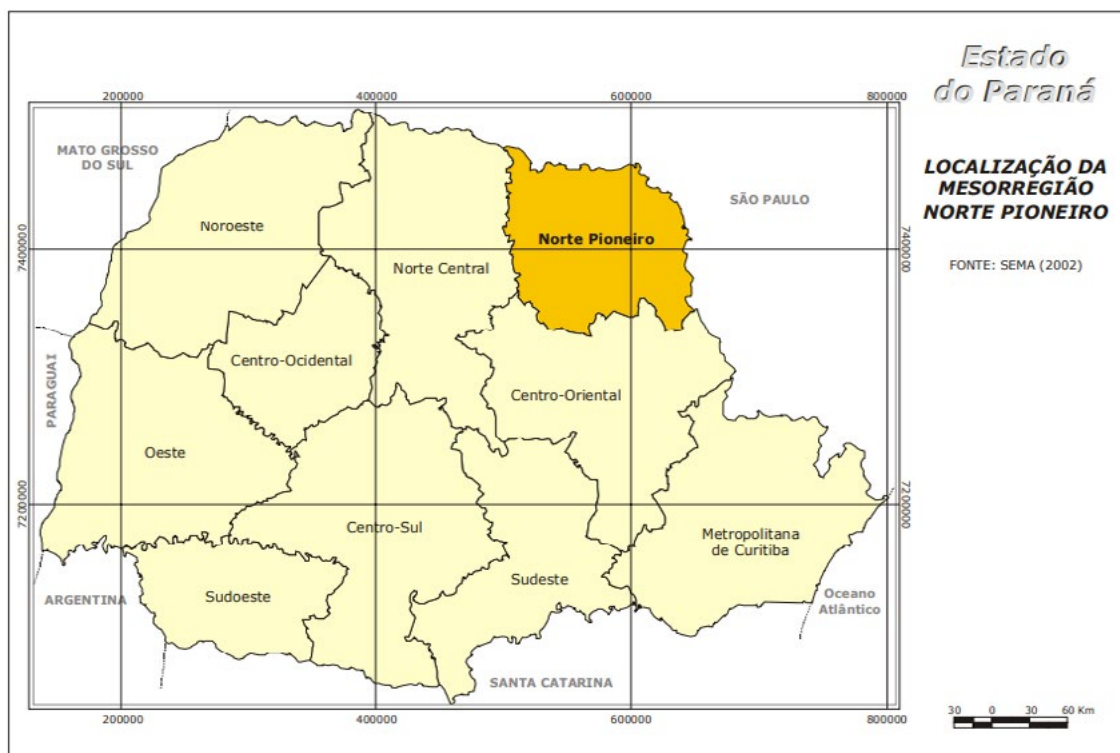 Estado
do Paraná
LOCALIZAÇÃO DA
MESORREGIÃO
NORTE PIONEIRO
FONTE: SEMA (2002)
200000
400000
600000
800000
MATO GROSSO
DO SUL
SÃO PAULO
Noroeste
Norte Pioneiro
7400000
7400000
Norte Central
PARAGUAI
Centro-Ocidental
Centro-Oriental
Oeste
7200000
7200000
Centro-Sul
Metropolitana
de Curitiba
ARGENTINA
Sudoeste
Sudeste
Oceano
Atlântico
SANTA CATARINA
200000
400000
600000
800000
30 0 30 60 Km